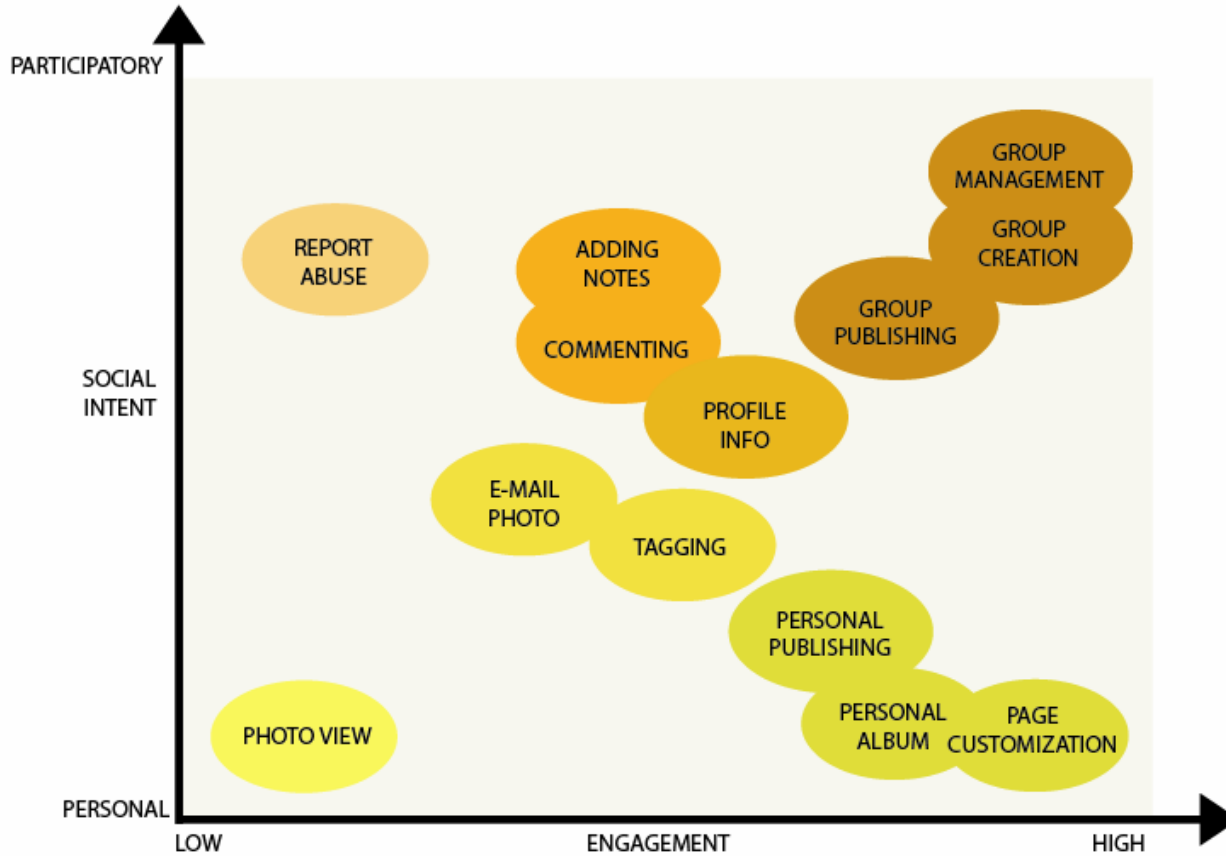 PARTICIPATORY
GROUP
MANAGEMENT
REPORT
ABUSE
ADDING
NOTES
GROUP
CREATION
GROUP
PUBLISHING
COMMENTING
SOCIAL
INTENT
PROFILE
INFO
E-MAIL
PHOTO
TAGGING
PERSONAL
PUBLISHING
PHOTO VIEW
PERSONAL
ALBUM
PAGE
CUSTOMIZATION
PERSONAL
LOW
ENGAGEMENT
HIGH